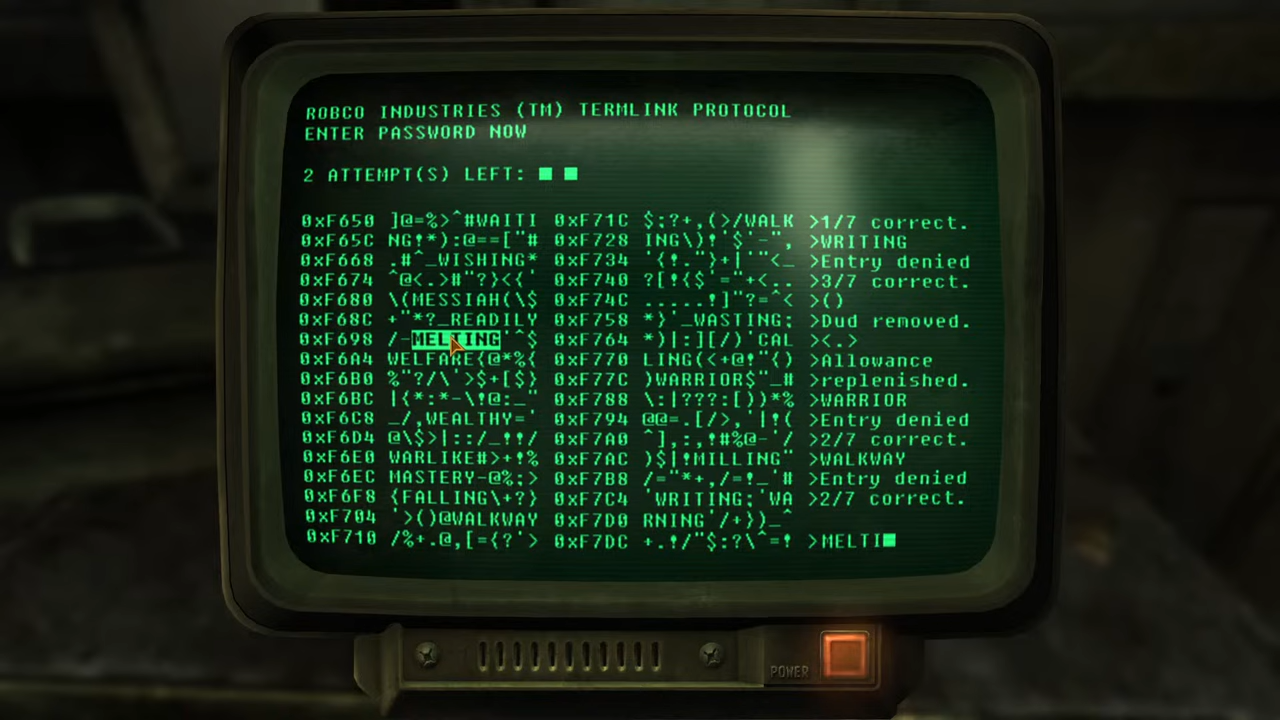 ROBCO INDUSTRIES (TM) TERMLINK PROTOCOL
ENTER PASSWORD NOW
2 ATTEMPT(S) LEFT: ■ ■
0xF650 ]@=%>^#WAITI 0xF71C $;?+,(>/WALK >1/7 correct.
0xF65C NG!*):@==["# 0xF728 ING\)!'$'-", >WRITING
0xF668 .#^_WISHING* 0xF734 '{!."}+|'"<_ >Entry denied
0xF674 ^@<.>#"?}<{' 0xF740 ?[!{$'="+<.. >3/7 correct.
0xF680 \(MESSIAH(\$ 0xF74C .....!]"?=^< >()
0xF68C +"*?_READILY 0xF758 *}'_WASTING; >Dud removed.
0xF698 /-MELTING'^$ 0xF764 *)|:][/)'CAL ><.>
0xF6A4 WELFARE{@*%{ 0xF770 LING(<+@!"{) >Allowance
0xF6B0 %"?/\'>$+[$} 0xF77C )WARRIOR$"_# >replenished.
0xF6BC |{*:*-\!@:_" 0xF788 \:|???:[))*% >WARRIOR
0xF6C8 _/,WEALTHY=' 0xF794 @@=.[/>,'|!( >Entry denied
0xF6D4 @\$>|::/_!!/ 0xF7A0 ^],:,!#%@-'/ >2/7 correct.
0xF6E0 WARLIKE#>+!% 0xF7AC )$|!MILLING" >WALKWAY
0xF6EC MASTERY-@%;> 0xF7B8 /="*+,/=!_'# >Entry denied
0xF6F8 {FALLING\+?} 0xF7C4 'WRITING;'WA >2/7 correct.
0xF704 '>()@WALKWAY 0xF7D0 RNING'/+})_^
0xF710 /%+.@,[={?'> 0xF7DC +.!/"$:?\^=! >MELTI■
POWER